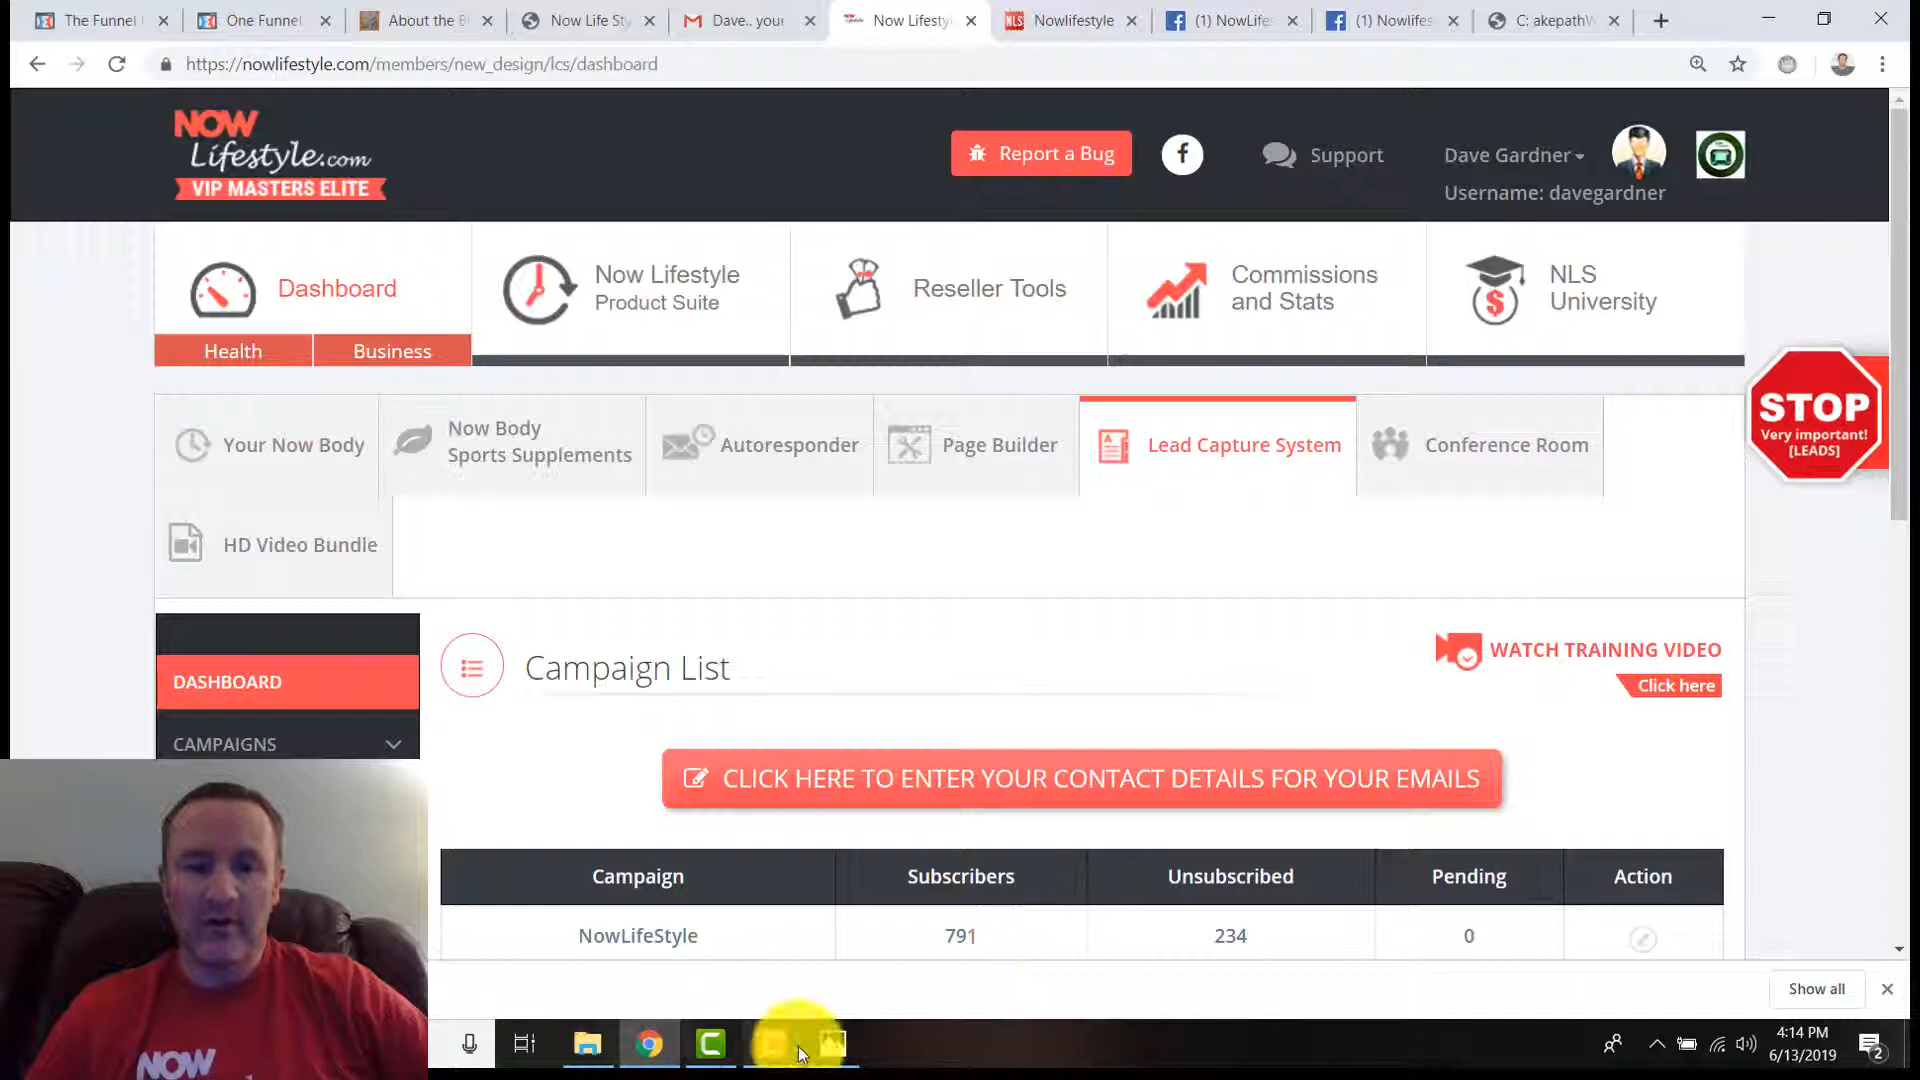 The Funnel
One Funnel
About the B
Now Life Sty
Dave.. your
Now Lifesty
NLS
Nowlifestyle
(1) NowLife
(1) Nowlifes
C: akepath
https://nowlifestyle.com/members/new_design/lcs/dashboard
NOW
Lifestyle.com
VIP MASTERS ELITE
Report a Bug
Support
Dave Gardner
Username: davegardner
Dashboard
Health
Business
Now Lifestyle
Product Suite
Reseller Tools
Commissions
and Stats
NLS
University
STOP
Very important!
[LEADS]
Your Now Body
Now Body
Sports Supplements
Autoresponder
Page Builder
Lead Capture System
Conference Room
HD Video Bundle
DASHBOARD
CAMPAIGNS
Campaign List
WATCH TRAINING VIDEO
Click here
CLICK HERE TO ENTER YOUR CONTACT DETAILS FOR YOUR EMAILS
Campaign Subscribers Unsubscribed Pending Action
NowLifeStyle 791 234 0
Show all
NOW
4:14 PM
6/13/2019
2